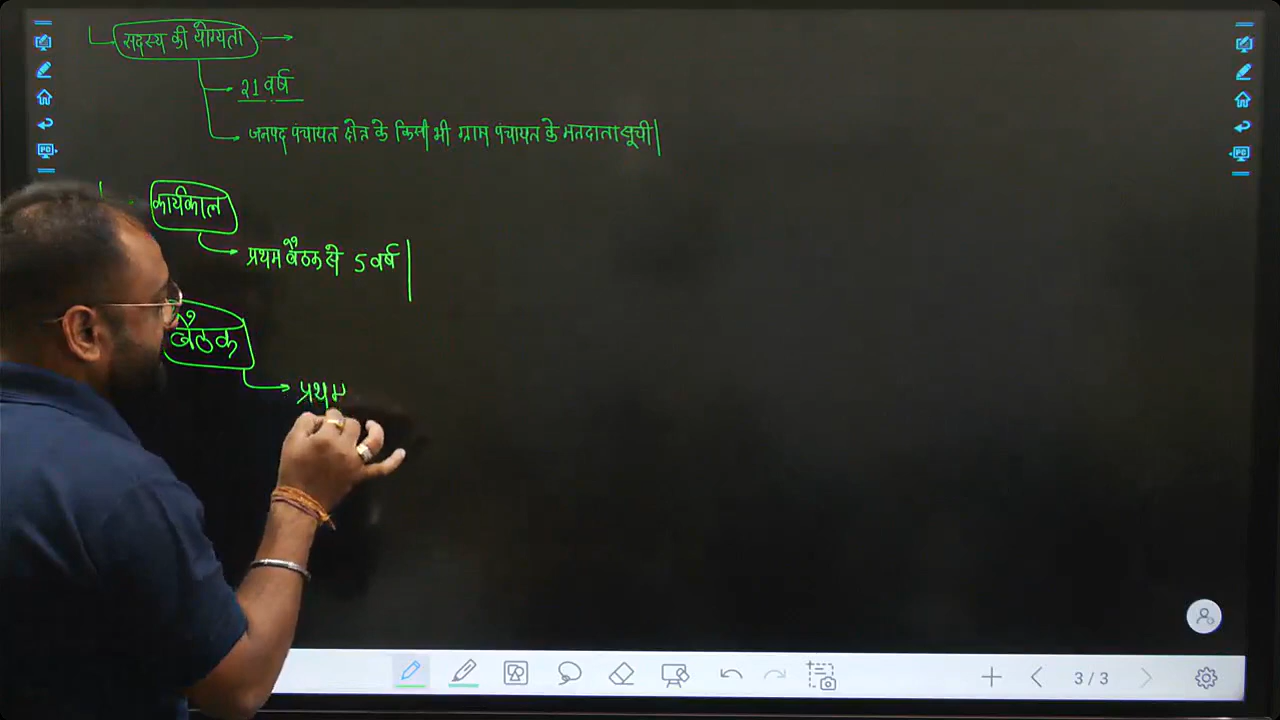 सदस्य की योग्यता
21 वर्ष
जनपद पंचायत क्षेत्र के किसी भी ग्राम पंचायत के मतदाता सूची|
कार्यकाल
प्रथम बैठक से 5 वर्ष|
बैठक
प्रथम
3/3